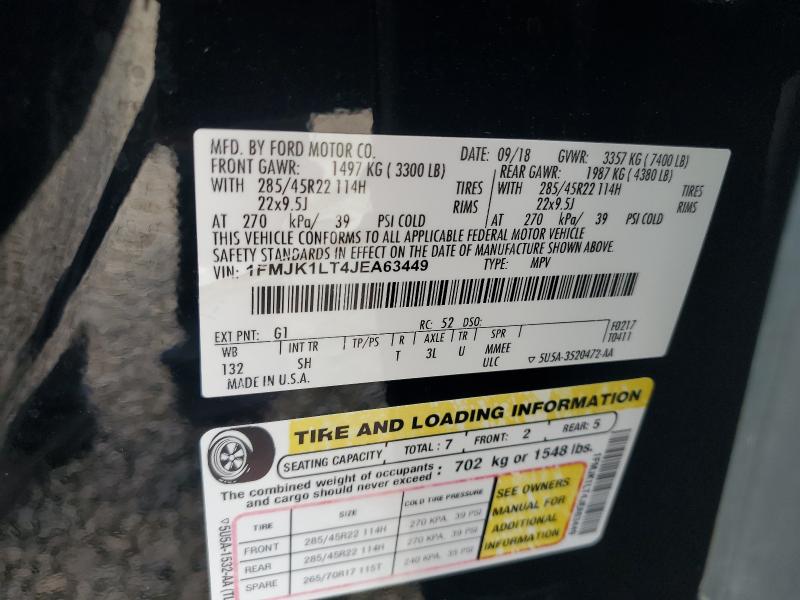 MFD. BY FORD MOTOR CO. DATE: 09/18 GVWR: 3357 KG ( 7400 LB)
FRONT GAWR: 1497 KG ( 3300 LB) REAR GAWR: 1987 KG ( 4380 LB)
WITH 285/45R22 114H TIRES WITH 285/45R22 114H TIRES
22x9.5J RIMS 22x9.5J RIMS
AT 270 kPa/ 39 PSI COLD AT 270 kPa/ 39 PSI COLD
THIS VEHICLE CONFORMS TO ALL APPLICABLE FEDERAL MOTOR VEHICLE
SAFETY STANDARDS IN EFFECT ON THE DATE OF MANUFACTURE SHOWN ABOVE.
VIN: 1FMJK1LT4JEA63449 TYPE: MPV
EXT PNT: G1 RC: 52 DSO: F0217
WB INT TR TP/PS R AXLE TR SPR T0411
132 SH T 3L U MMEE
ULC
MADE IN U.S.A. ▽ 5U5A-3520472-AA
TIRE AND LOADING INFORMATION
SEATING CAPACITY TOTAL: 7 FRONT: 2 REAR: 5
The combined weight of occupants and cargo should never exceed : 702 kg or 1548 lbs.
TIRE SIZE COLD TIRE PRESSURE
FRONT 285/45R22 114H 270 KPA, 39 PSI
REAR 285/45R22 114H 270 KPA, 39 PSI
SPARE 265/70R17 115T 240 KPA, 35 PSI
SEE OWNERS
MANUAL FOR
ADDITIONAL
INFORMATION